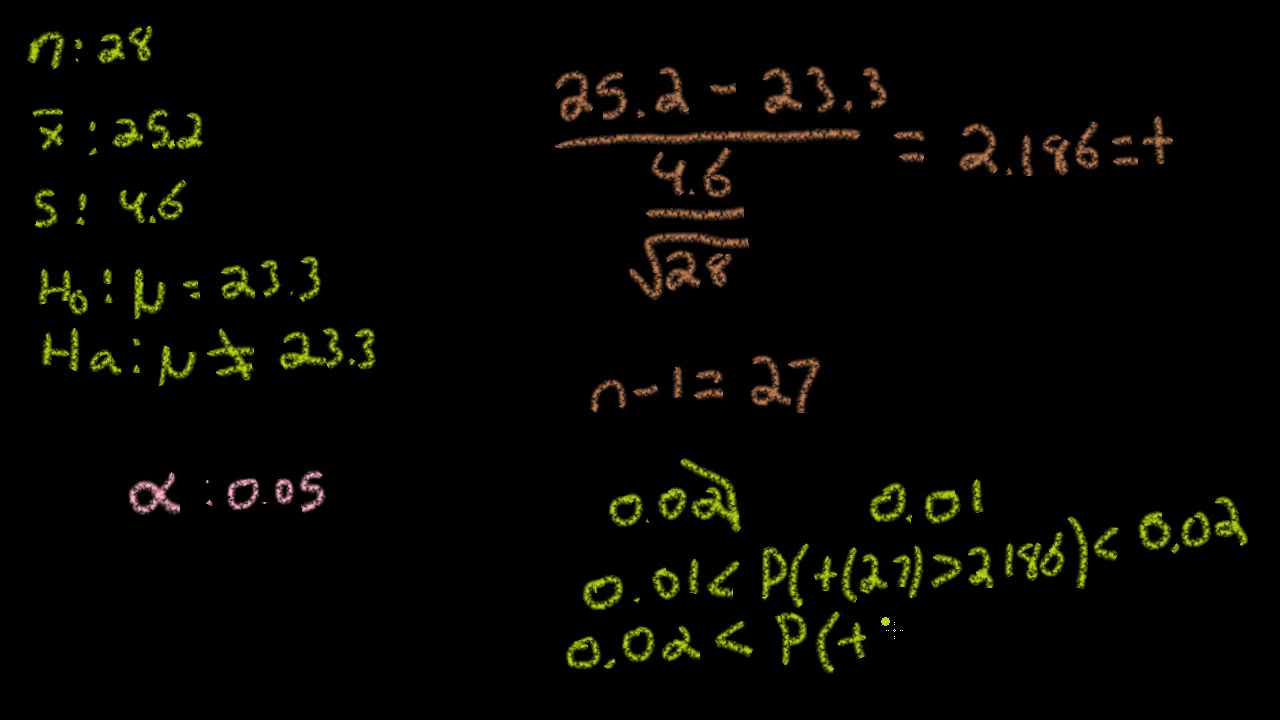 n: 28
x̄ : 25.2
S: 4.6
H₀: μ = 23.3
Ha: μ ≠ 23.3
α : 0.05
25.2 - 23.3
4.6
√28
= 2.186 = t
n-1 = 27
0.02 0.01
0.01 < P(t(27) > 2.186) < 0.02
0.02 < P(t